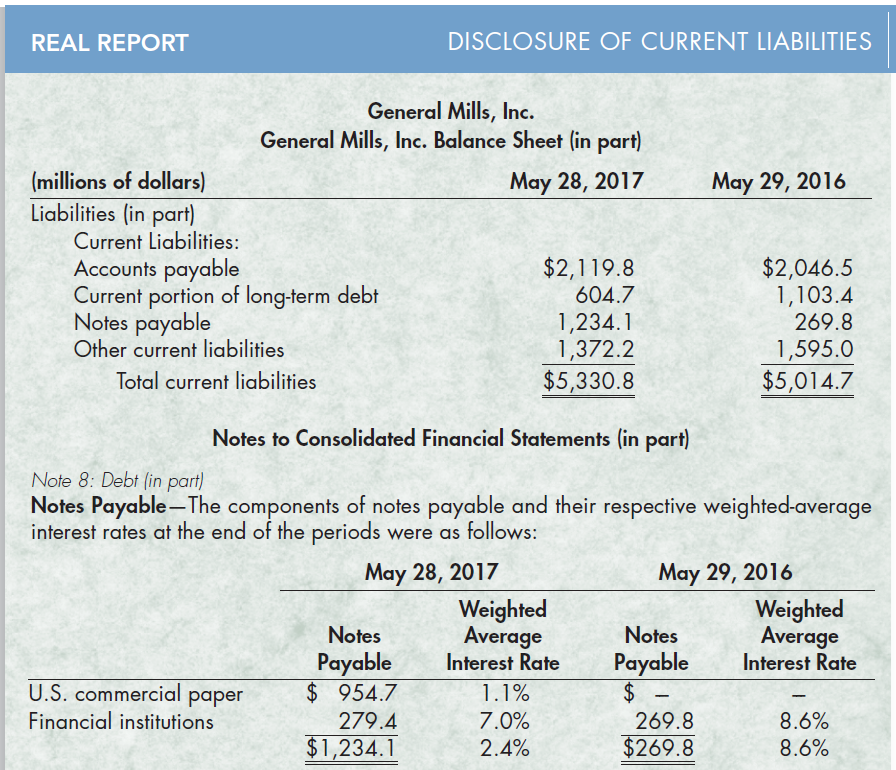 REAL REPORT DISCLOSURE OF CURRENT LIABILITIES
General Mills, Inc.
General Mills, Inc. Balance Sheet (in part)
(millions of dollars) May 28, 2017 May 29, 2016
Liabilities (in part)
Current Liabilities:
Accounts payable $2,119.8 $2,046.5
Current portion of long-term debt 604.7 1,103.4
Notes payable 1,234.1 269.8
Other current liabilities 1,372.2 1,595.0
Total current liabilities $5,330.8 $5,014.7
Notes to Consolidated Financial Statements (in part)
Note 8: Debt (in part)
Notes Payable—The components of notes payable and their respective weighted-average
interest rates at the end of the periods were as follows:
May 28, 2017 May 29, 2016
Weighted Weighted
Notes Average Notes Average
Payable Interest Rate Payable Interest Rate
U.S. commercial paper $ 954.7 1.1% $ – –
Financial institutions 279.4 7.0% 269.8 8.6%
$1,234.1 2.4% $269.8 8.6%